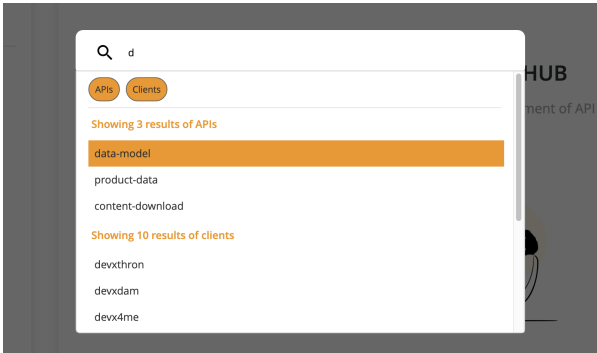 d
HUB
APIs Clients
ment of API
Showing 3 results of APIs
data-model
product-data
content-download
Showing 10 results of clients
devxthron
devxdam
devx4me